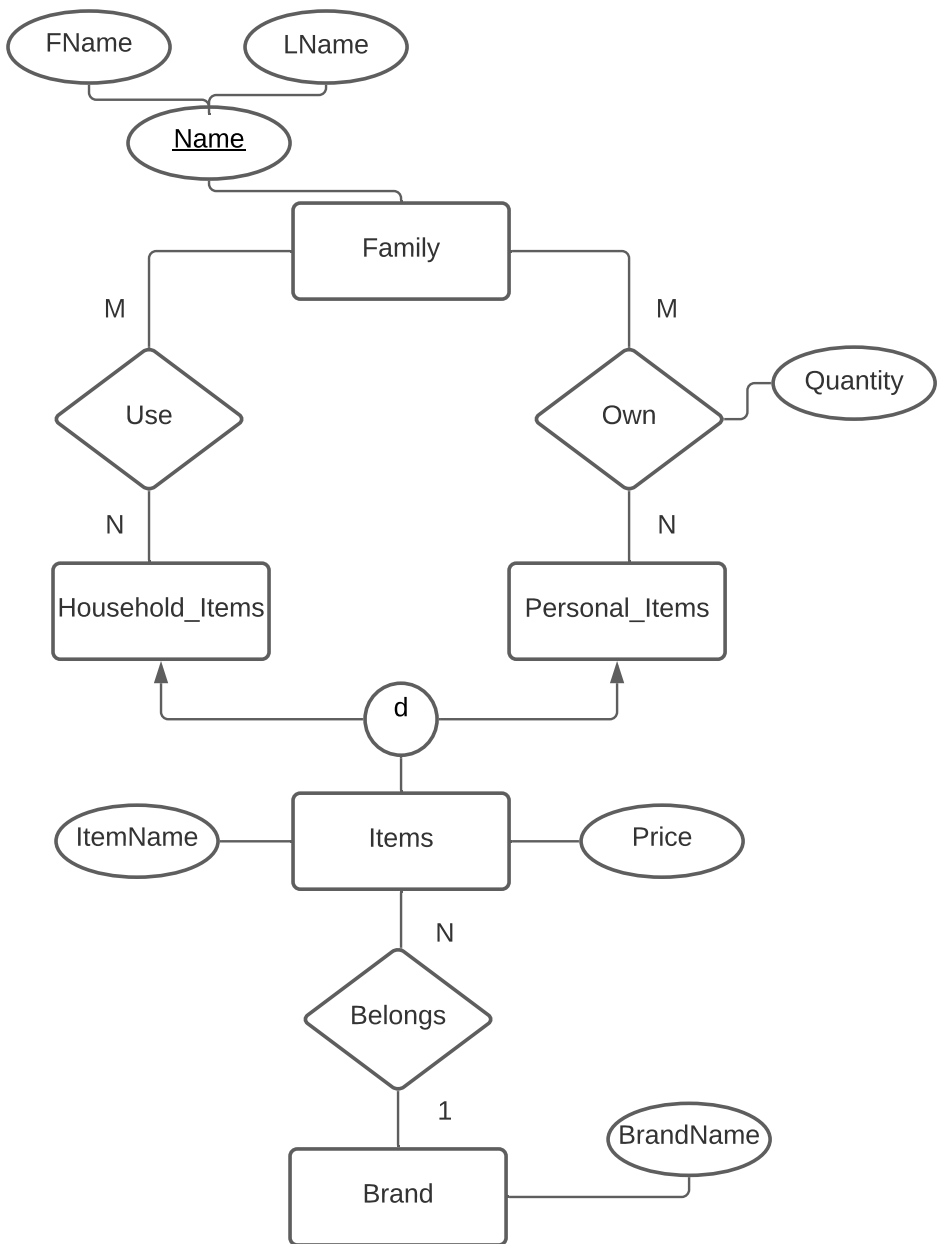 FName
LName
Name
Family
M
M
Quantity
Use
Own
N
N
Household_Items
Personal_Items
d
ItemName
Items
Price
N
Belongs
1
BrandName
Brand